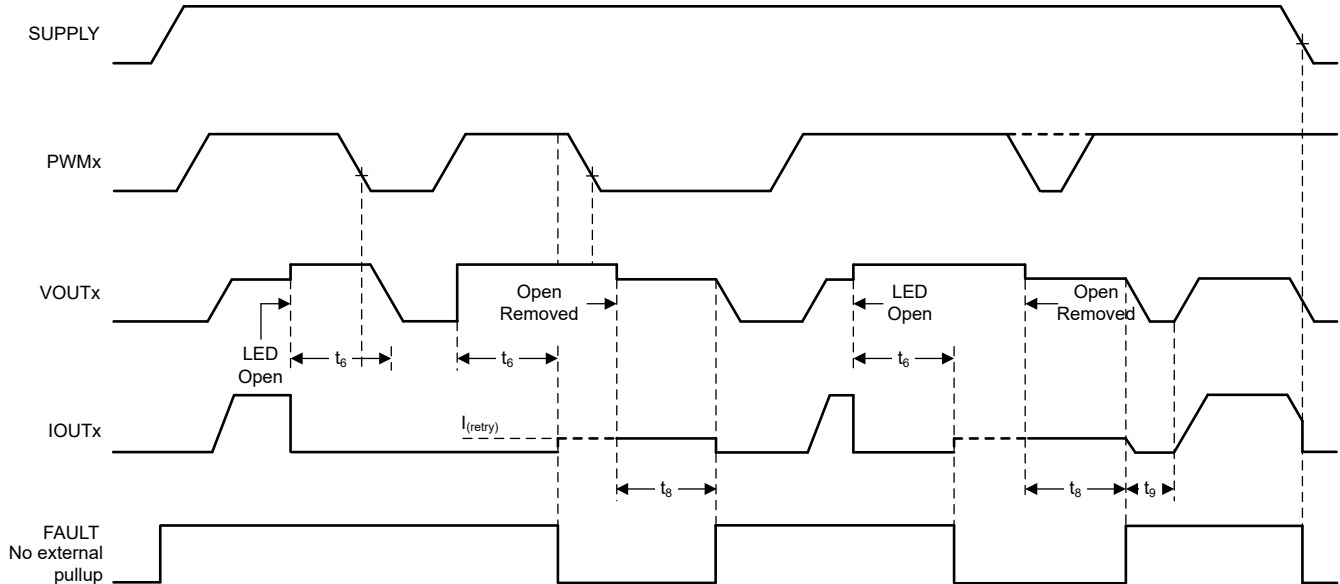 SUPPLY
PWMx
VOUTx
LED
Open
t6
t6
Open
Removed
LED
Open
t6
Open
Removed
IOUTx
I(retry)
t8
t8
t9
FAULT
No external
pullup